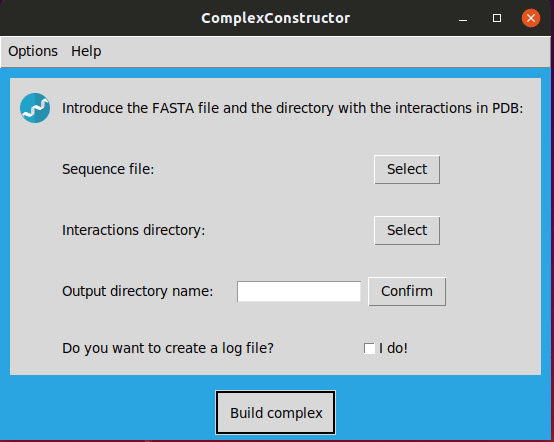 ComplexConstructor
Options Help
Introduce the FASTA file and the directory with the interactions in PDB:
Sequence file: Select
Interactions directory: Select
Output directory name: Confirm
Do you want to create a log file? I do!
Build complex